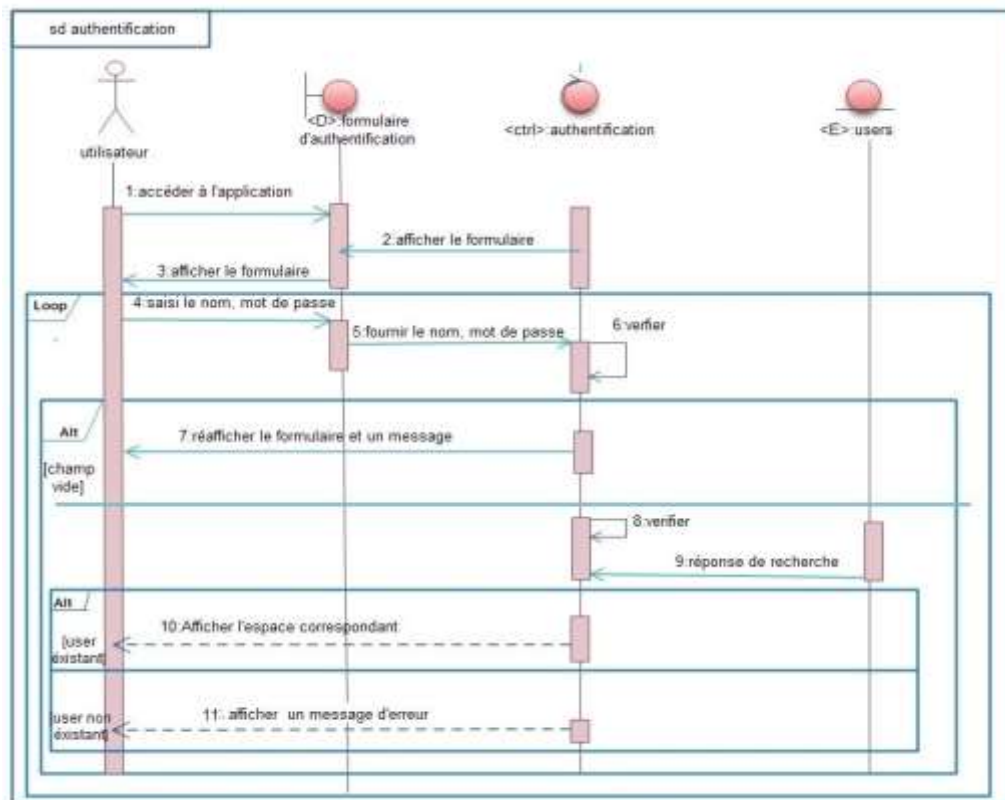 sd authentification
<D>:formulaire
d'authentification
<ctrl>:authentification
<E>:users
utilisateur
1:accéder à l'application
2:afficher le formulaire
3:afficher le formulaire
Loop
4:saisi le nom, mot de passe
5:fournir le nom, mot de passe
6:verifier
Alt
7:réafficher le formulaire et un message
[champ
vide]
8:verifier
9:réponse de recherche
Alt
10:Afficher l'espace correspondant
[user
éxistant]
11: afficher un message d'erreur
[user non
éxistant]